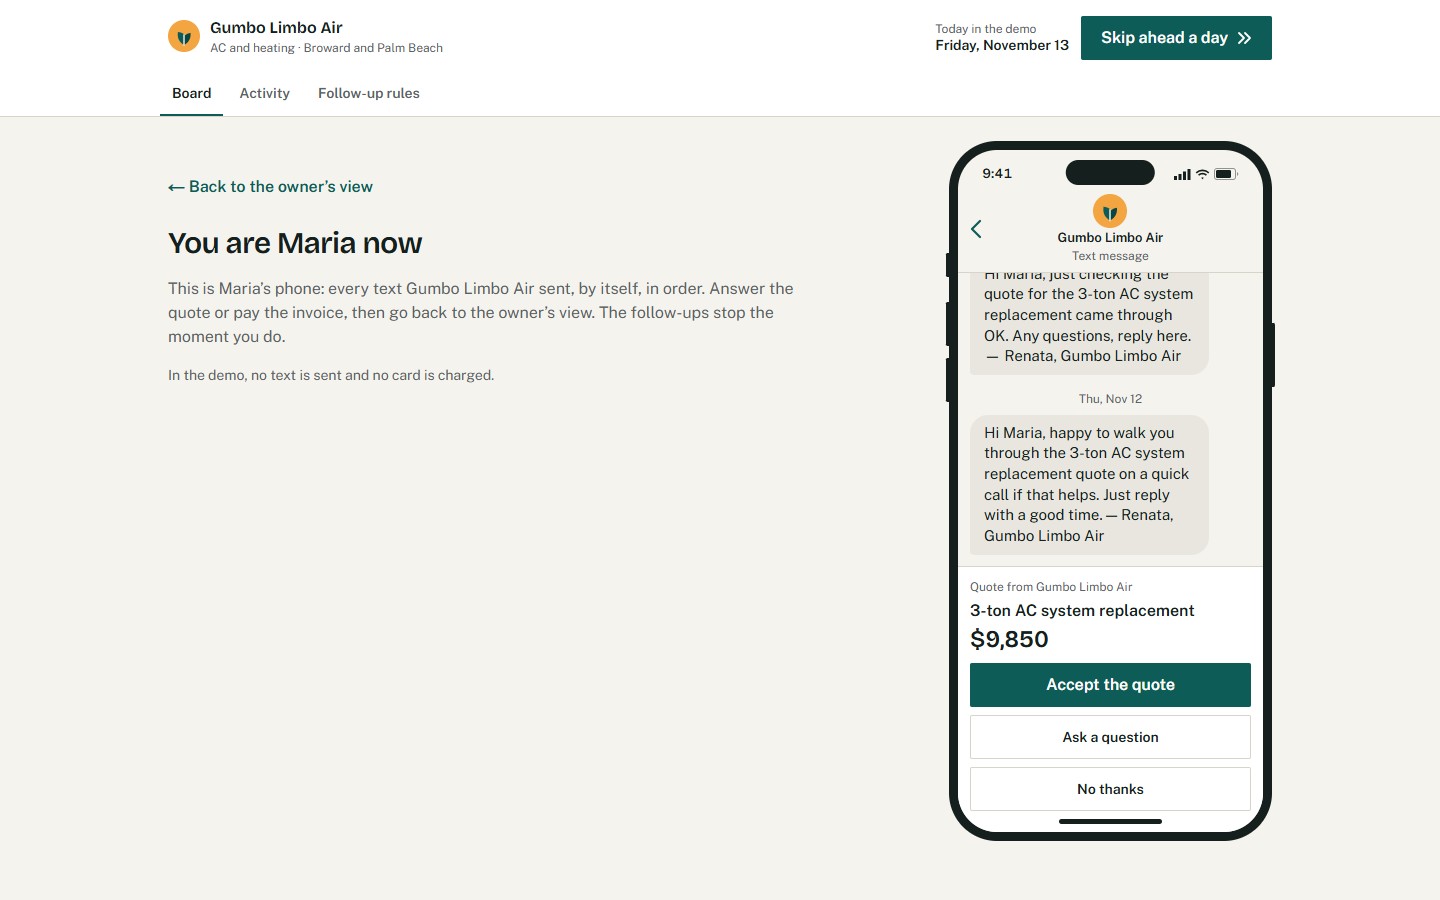 Gumbo Limbo Air
AC and heating · Broward and Palm Beach
Today in the demo
Friday, November 13
Skip ahead a day
Board
Activity
Follow-up rules
← Back to the owner’s view
You are Maria now
This is Maria’s phone: every text Gumbo Limbo Air sent, by itself, in order. Answer the
quote or pay the invoice, then go back to the owner’s view. The follow-ups stop the
moment you do.
In the demo, no text is sent and no card is charged.
9:41
Gumbo Limbo Air
Text message
Hi Maria, just checking the
quote for the 3-ton AC system
replacement came through
OK. Any questions, reply here.
— Renata, Gumbo Limbo Air
Thu, Nov 12
Hi Maria, happy to walk you
through the 3-ton AC system
replacement quote on a quick
call if that helps. Just reply
with a good time. — Renata,
Gumbo Limbo Air
Quote from Gumbo Limbo Air
3-ton AC system replacement
$9,850
Accept the quote
Ask a question
No thanks